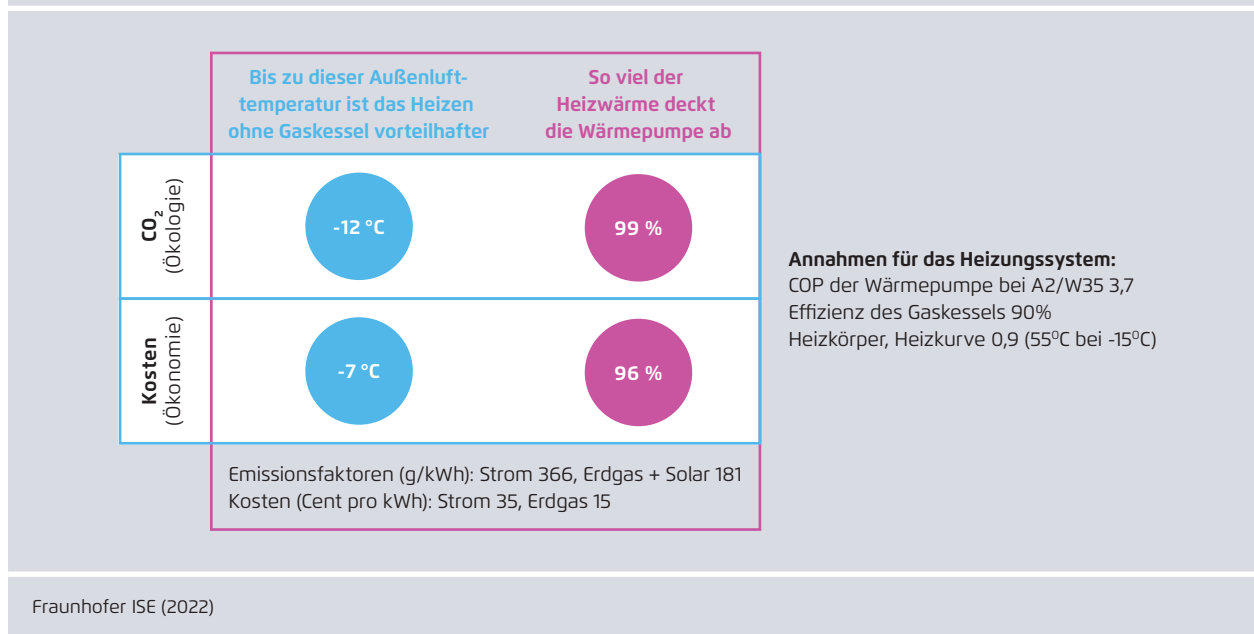 Bis zu dieser Außenluft-
temperatur ist das Heizen
ohne Gaskessel vorteilhafter
So viel der
Heizwärme deckt
die Wärmepumpe ab
CO₂
(Ökologie)
-12 °C
99 %
Kosten
(Ökonomie)
-7 °C
96 %
Emissionsfaktoren (g/kWh): Strom 366, Erdgas + Solar 181
Kosten (Cent pro kWh): Strom 35, Erdgas 15
Annahmen für das Heizungssystem:
COP der Wärmepumpe bei A2/W35 3,7
Effizienz des Gaskessels 90%
Heizkörper, Heizkurve 0,9 (55⁰C bei -15⁰C)
Fraunhofer ISE (2022)